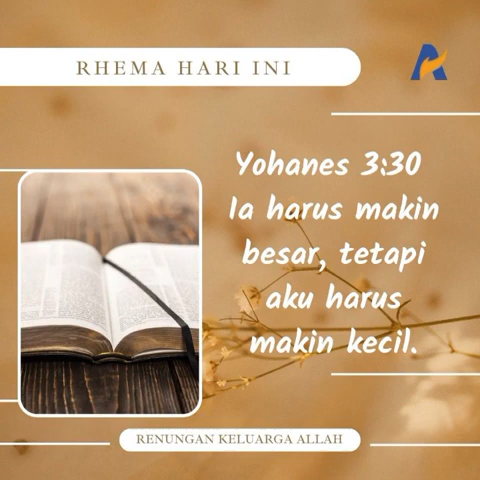 RHEMA HARI INI
Yohanes 3:30
Ia harus makin
besar, tetapi
aku harus
makin kecil.
RENUNGAN KELUARGA ALLAH